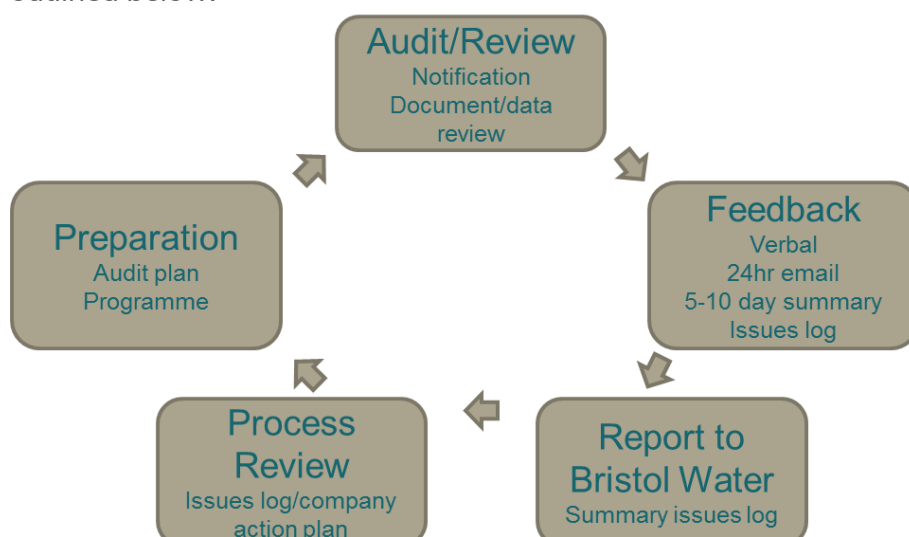 Audit/Review
Notification
Document/data
review
Feedback
Verbal
24hr email
5-10 day summary
Issues log
Preparation
Audit plan
Programme
Process
Review
Issues log/company
action plan
Report to
Bristol Water
Summary issues log